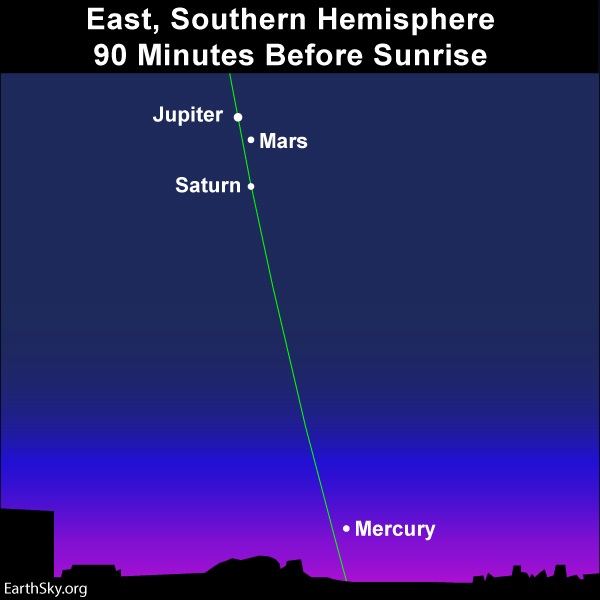 East, Southern Hemisphere
90 Minutes Before Sunrise
Jupiter
Mars
Saturn
Mercury
EarthSky.org